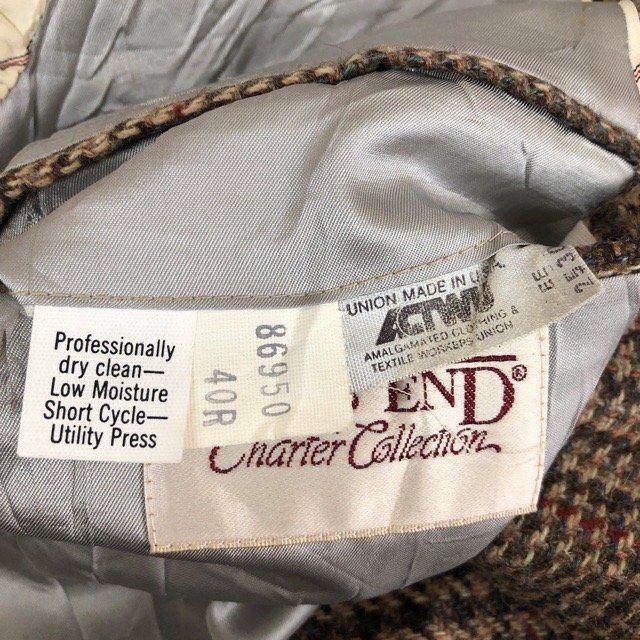 Professionally
dry clean—
Low Moisture
Short Cycle—
Utility Press
86950
40R
UNION MADE IN U.S.A.
ACTWU
AMALGAMATED CLOTHING &
TEXTILE WORKERS UNION
END®
Charter Collection